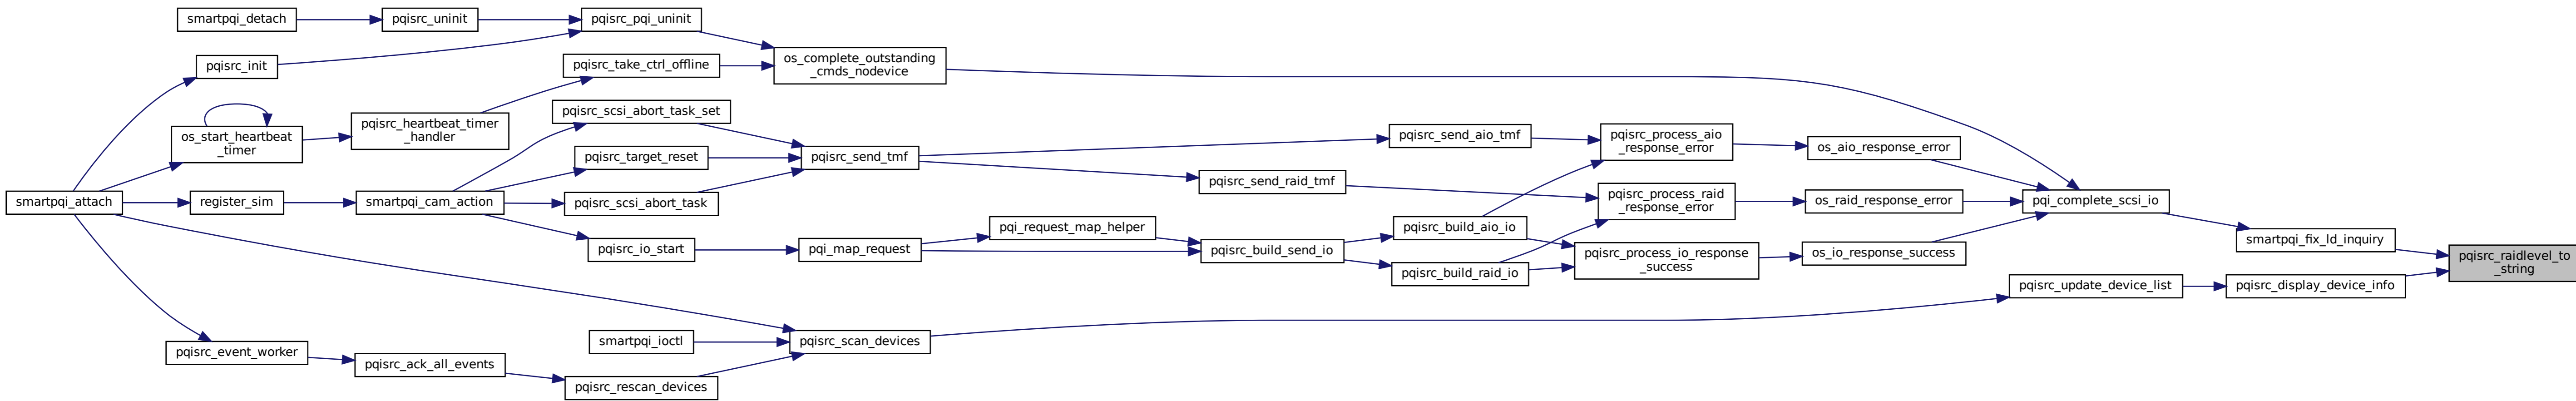 smartpqi_detach
pqisrc_uninit
pqisrc_pqi_uninit
pqisrc_init
pqisrc_take_ctrl_offline
os_complete_outstanding
_cmds_nodevice
os_start_heartbeat
_timer
pqisrc_heartbeat_timer
_handler
pqisrc_scsi_abort_task_set
pqisrc_target_reset
pqisrc_send_tmf
pqisrc_send_aio_tmf
pqisrc_process_aio
_response_error
os_aio_response_error
smartpqi_attach
register_sim
smartpqi_cam_action
pqisrc_scsi_abort_task
pqisrc_send_raid_tmf
pqisrc_process_raid
_response_error
os_raid_response_error
pqi_complete_scsi_io
pqisrc_io_start
pqi_map_request
pqi_request_map_helper
pqisrc_build_send_io
pqisrc_build_aio_io
pqisrc_build_raid_io
pqisrc_process_io_response
_success
os_io_response_success
smartpqi_fix_ld_inquiry
pqisrc_raidlevel_to
_string
pqisrc_update_device_list
pqisrc_display_device_info
pqisrc_event_worker
pqisrc_ack_all_events
smartpqi_ioctl
pqisrc_rescan_devices
pqisrc_scan_devices